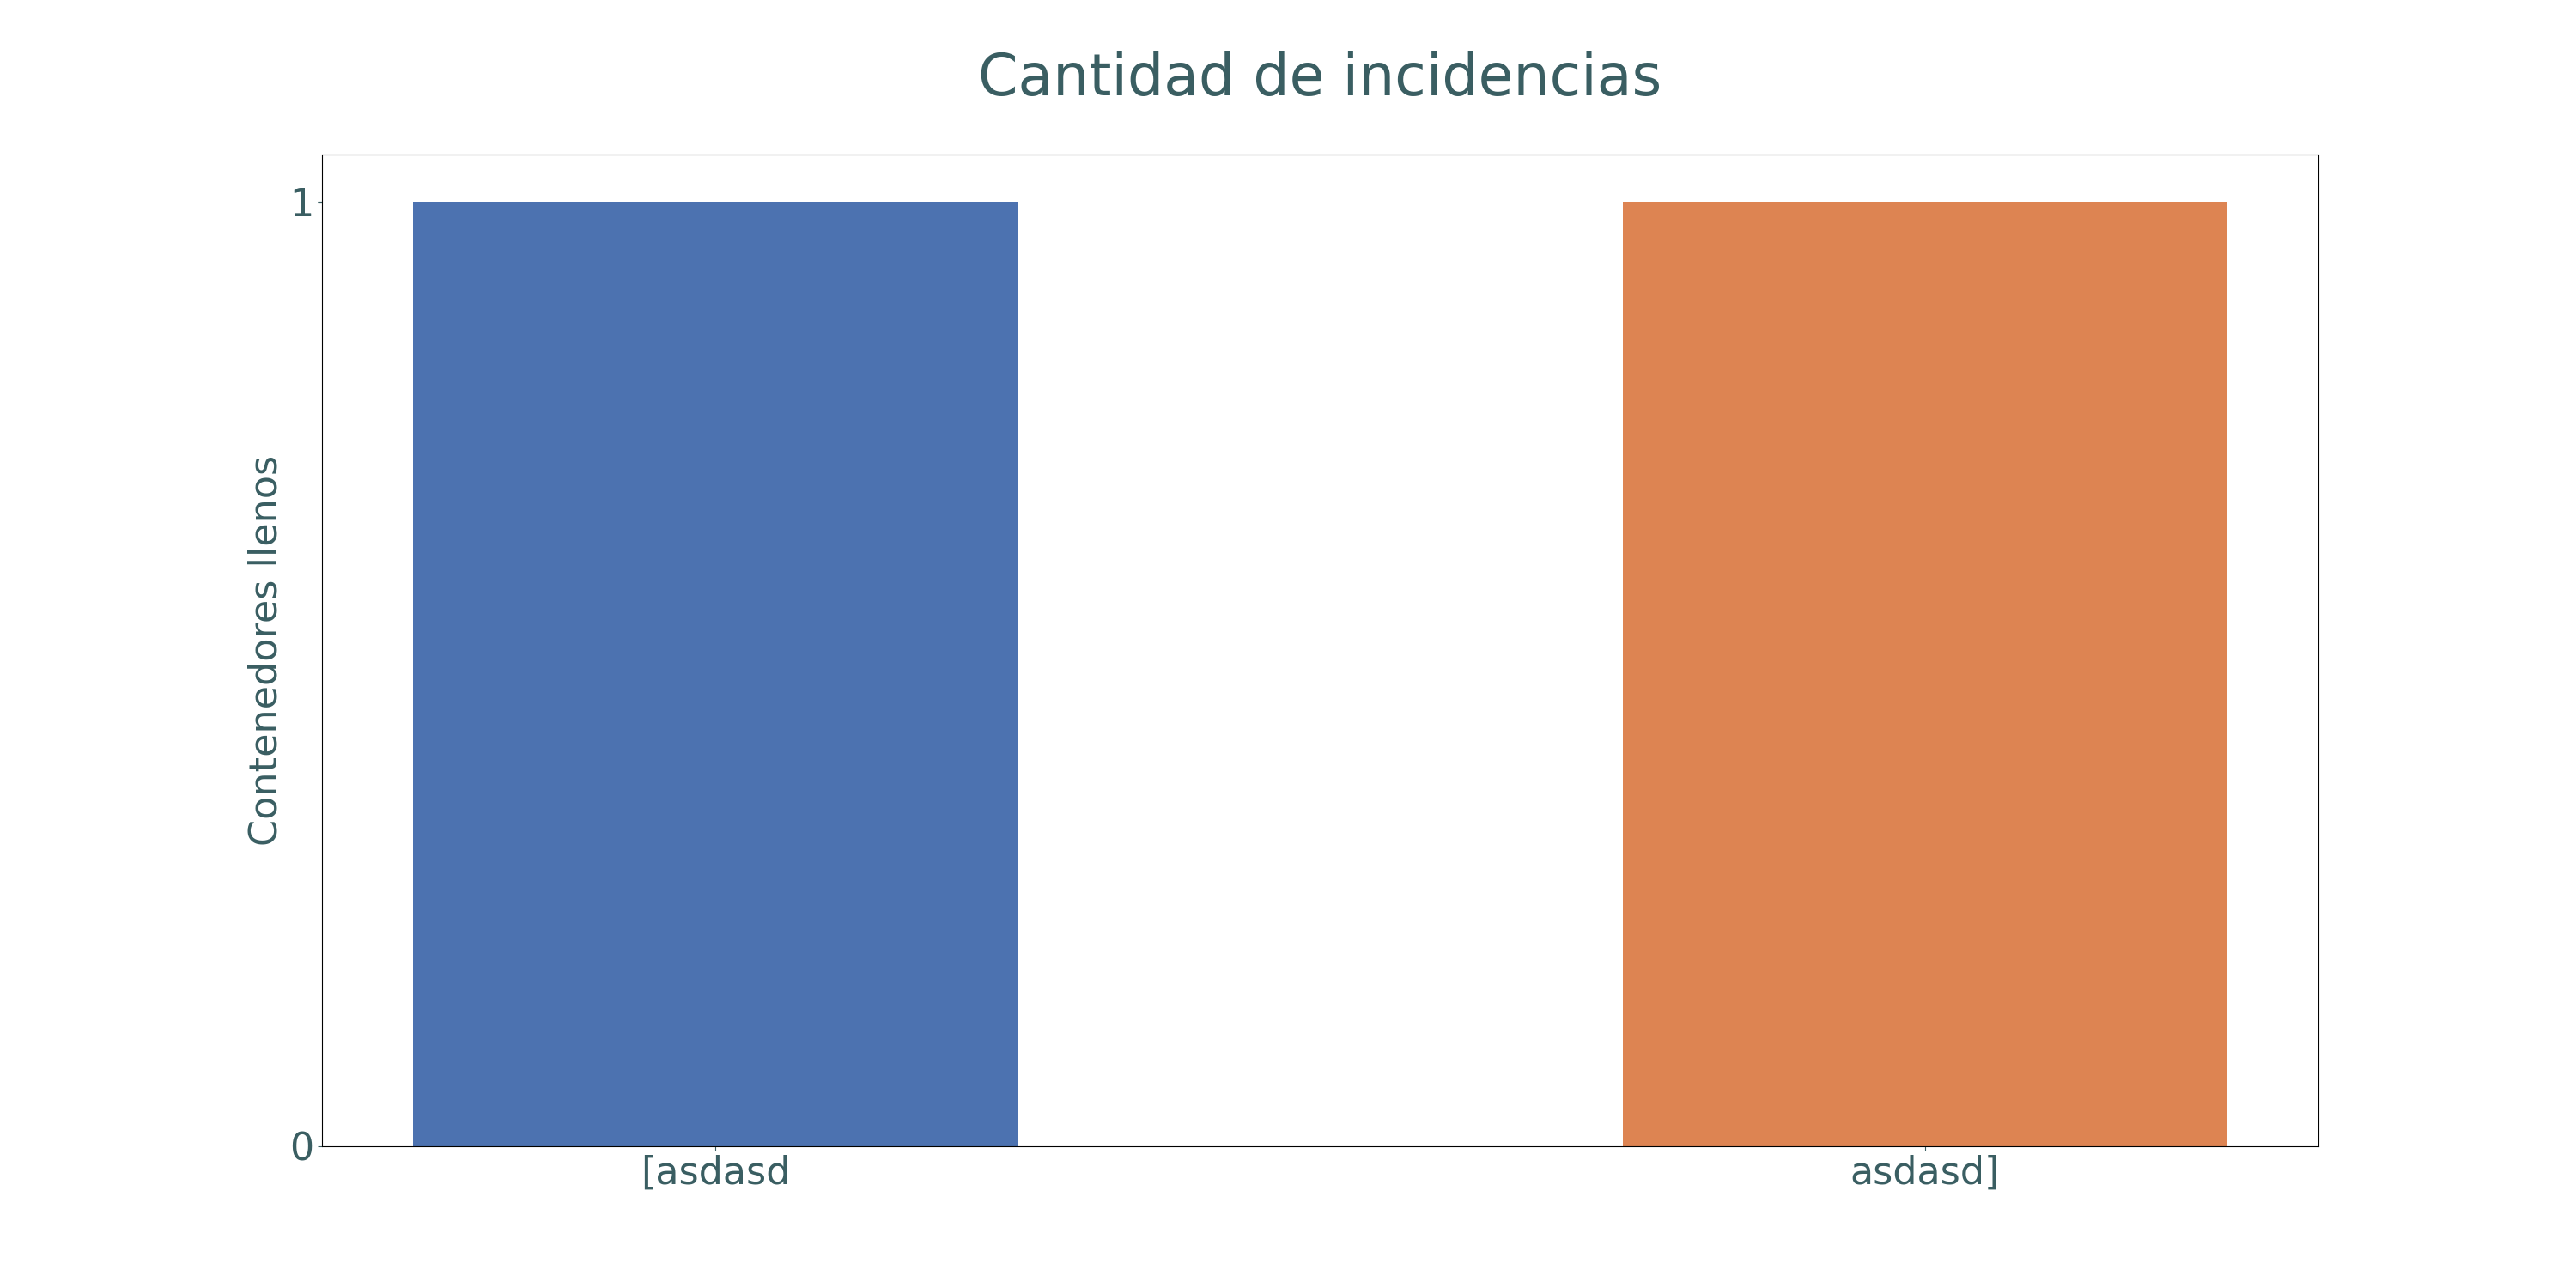 Cantidad de incidencias
Contenedores llenos
1
0
[asdasd
asdasd]